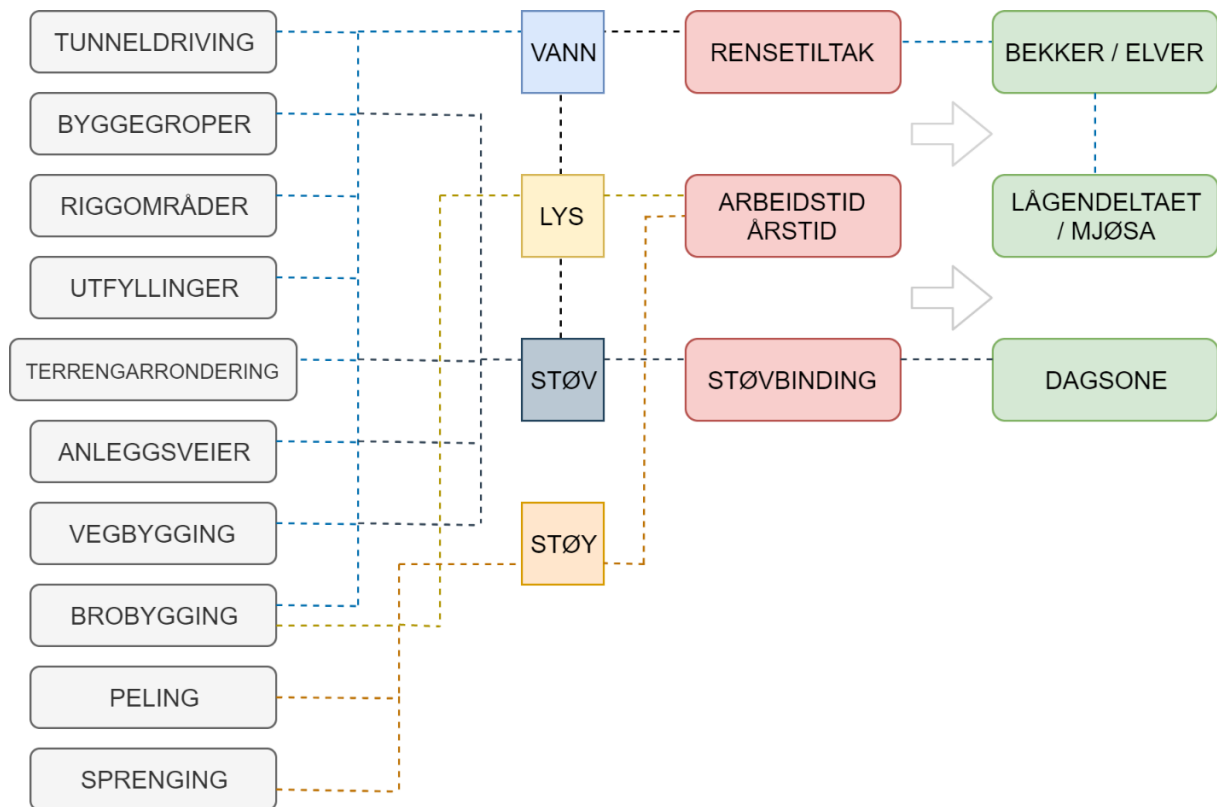 TUNNELDRIVING
BYGGEGROPER
RIGGOMRÅDER
UTFYLLINGER
TERRENGARRONDERING
ANLEGGSVEIER
VEGBYGGING
BROBYGGING
PELING
SPRENGING
VANN
LYS
STØV
STØY
RENSETILTAK
ARBEIDSTID
ÅRSTID
STØVBINDING
BEKKER / ELVER
LÅGENDELTAET
/ MJØSA
DAGSONE